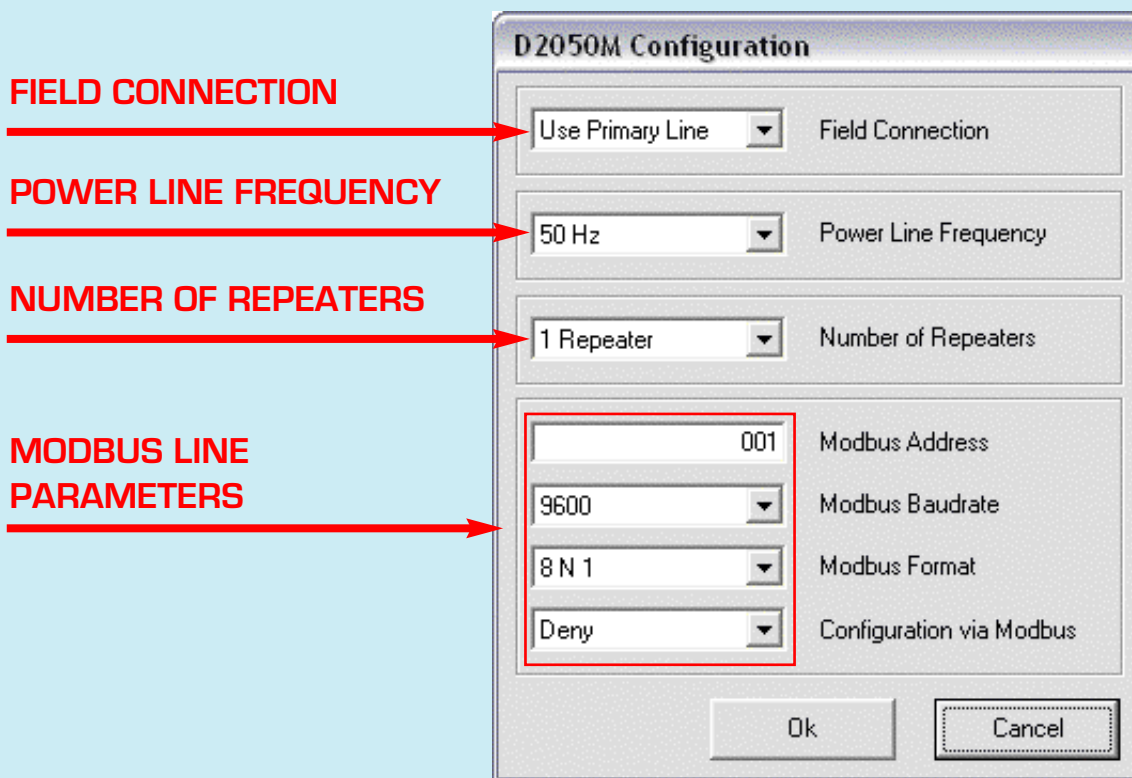 D2050M Configuration
FIELD CONNECTION
Use Primary Line Field Connection
POWER LINE FREQUENCY
50 Hz Power Line Frequency
NUMBER OF REPEATERS
1 Repeater Number of Repeaters
MODBUS LINE
PARAMETERS
001 Modbus Address
9600 Modbus Baudrate
8 N 1 Modbus Format
Deny Configuration via Modbus
Ok Cancel